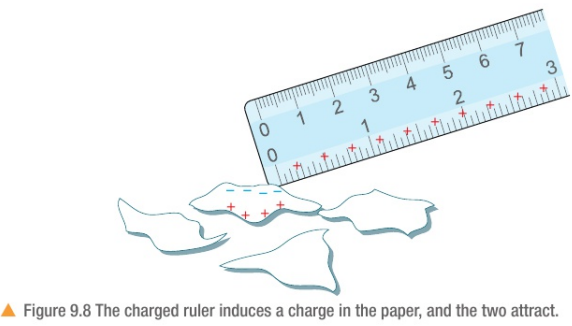 0 1 2 3 4 5 6 7
0 1 2 3
+ + + + + + + + + +
− − − −
+ + + +
▲ Figure 9.8 The charged ruler induces a charge in the paper, and the two attract.